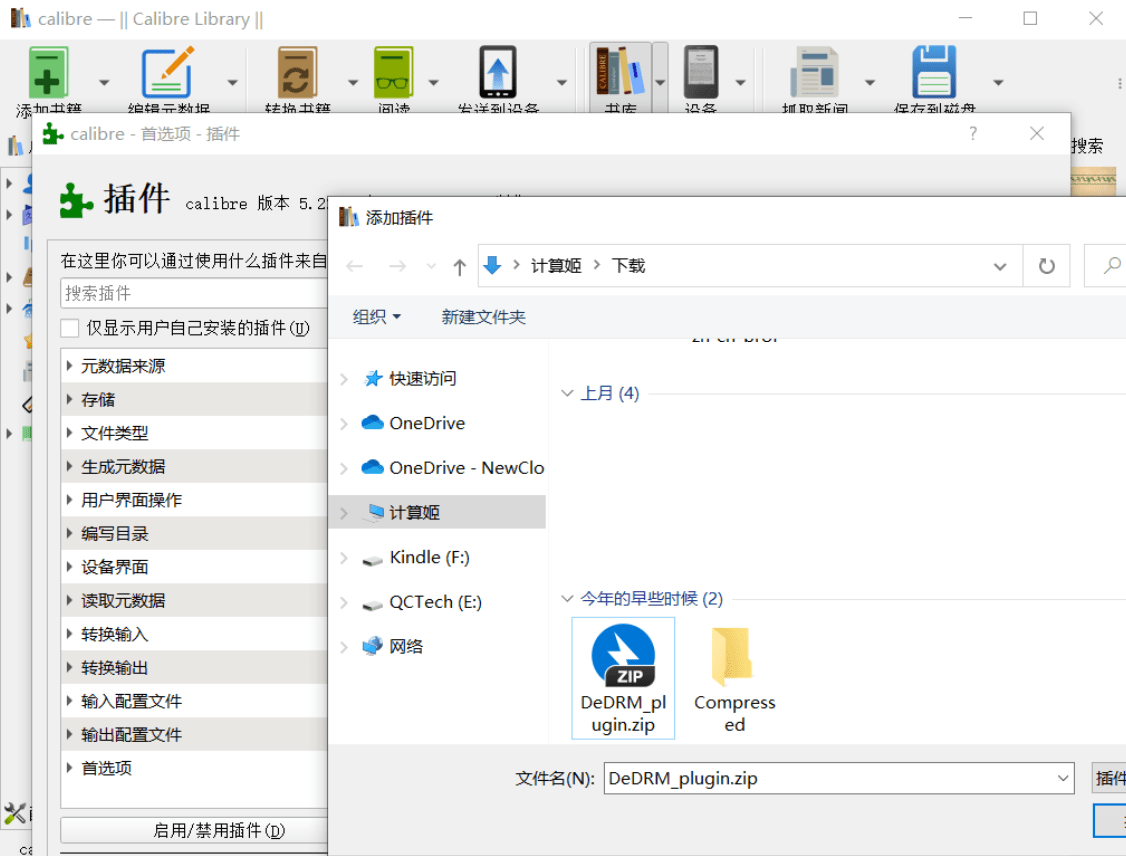 calibre — || Calibre Library ||
添加书籍 编辑元数据 转换书籍 阅读 发送到设备 书库 设备 抓取新闻 保存到磁盘
calibre - 首选项 - 插件
搜索
插件 calibre 版本 5.2
添加插件
计算姬 下载
在这里你可以通过使用什么插件来自
搜索插件
组织 新建文件夹
仅显示用户自己安装的插件(U)
元数据来源
存储
文件类型
生成元数据
用户界面操作
编写目录
设备界面
读取元数据
转换输入
转换输出
输入配置文件
输出配置文件
首选项
启用/禁用插件(D)
快速访问
OneDrive
OneDrive - NewClo
计算姬
Kindle (F:)
QCTech (E:)
网络
上月 (4)
今年的早些时候 (2)
ZIP
DeDRM_pl
ugin.zip
Compress
ed
文件名(N): DeDRM_plugin.zip
插件